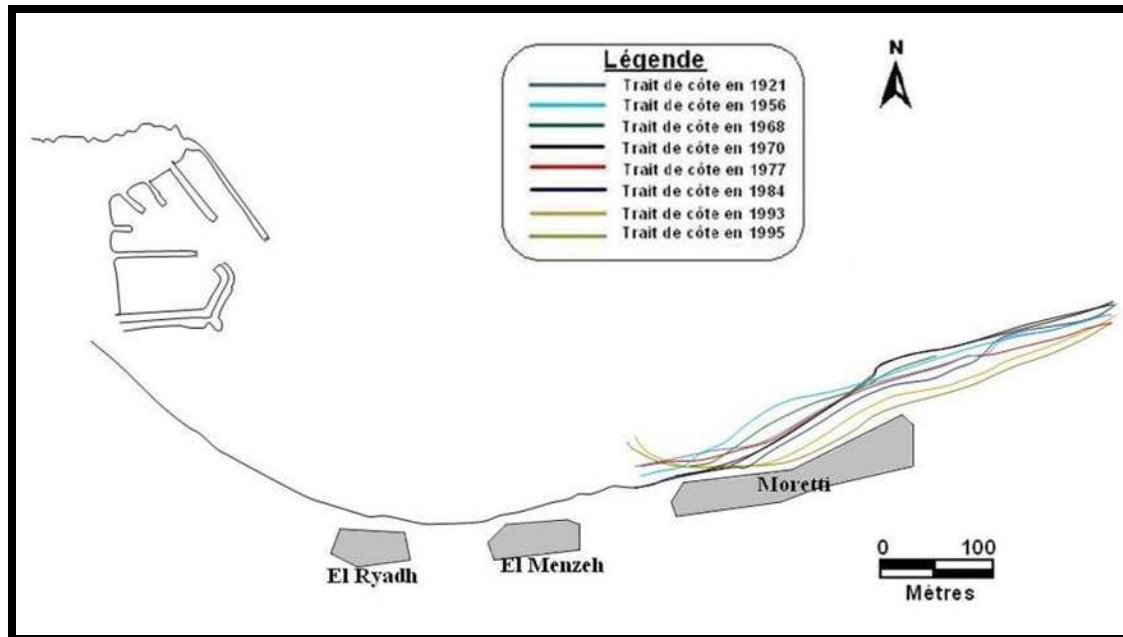 Légende
Trait de côte en 1921
Trait de côte en 1956
Trait de côte en 1968
Trait de côte en 1970
Trait de côte en 1977
Trait de côte en 1984
Trait de côte en 1993
Trait de côte en 1995
N
Moretti
El Menzeh
El Ryadh
0 100
Mètres